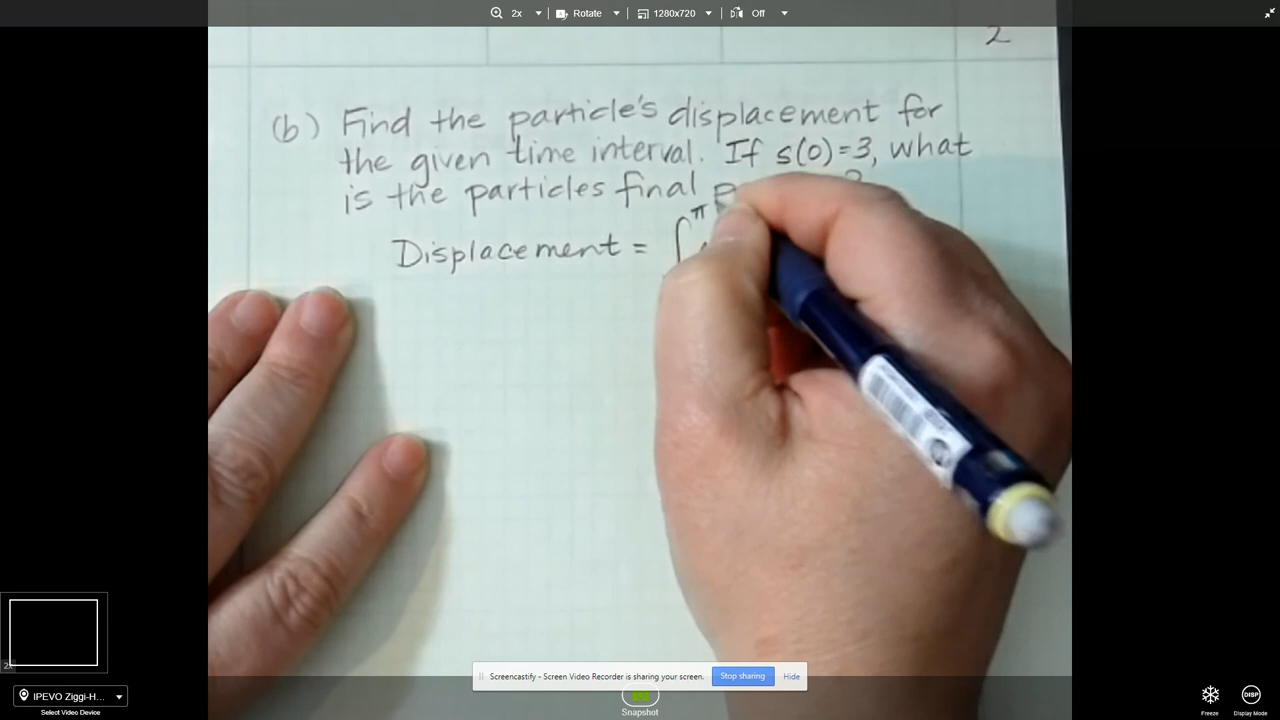 2x
Rotate
1280x720
Off
2
(b) Find the particle's displacement for
the given time interval. If s(0)=3, what
is the particles final
Displacement = ∫ π
2x
IPEVO Ziggi-H...
Select Video Device
Screencastify - Screen Video Recorder is sharing your screen.
Stop sharing
Hide
Snapshot
Freeze
DISP
Display Mode